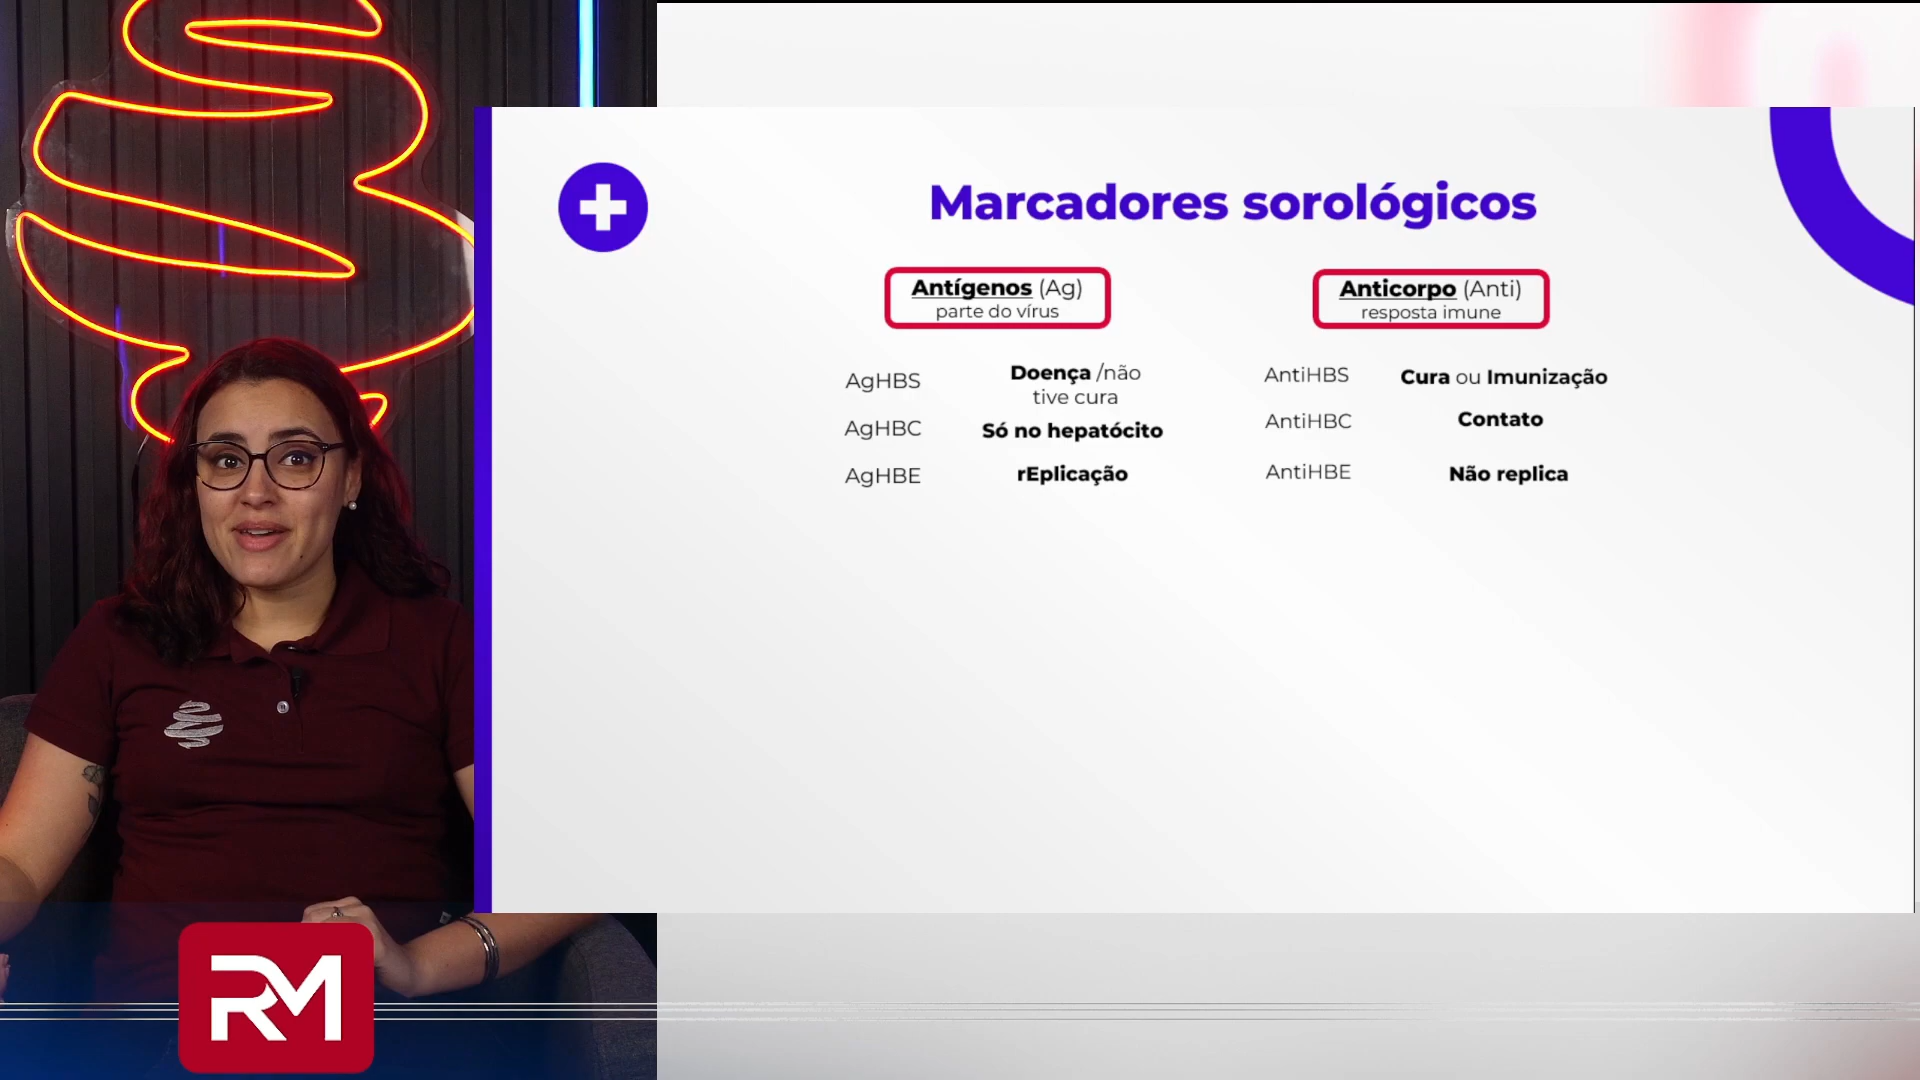 Marcadores sorológicos
Antígenos (Ag)
parte do vírus
AgHBS
Doença /não
tive cura
AgHBC
Só no hepatócito
AgHBE
rEplicação
Anticorpo (Anti)
resposta imune
AntiHBS
Cura ou Imunização
AntiHBC
Contato
AntiHBE
Não replica
RM